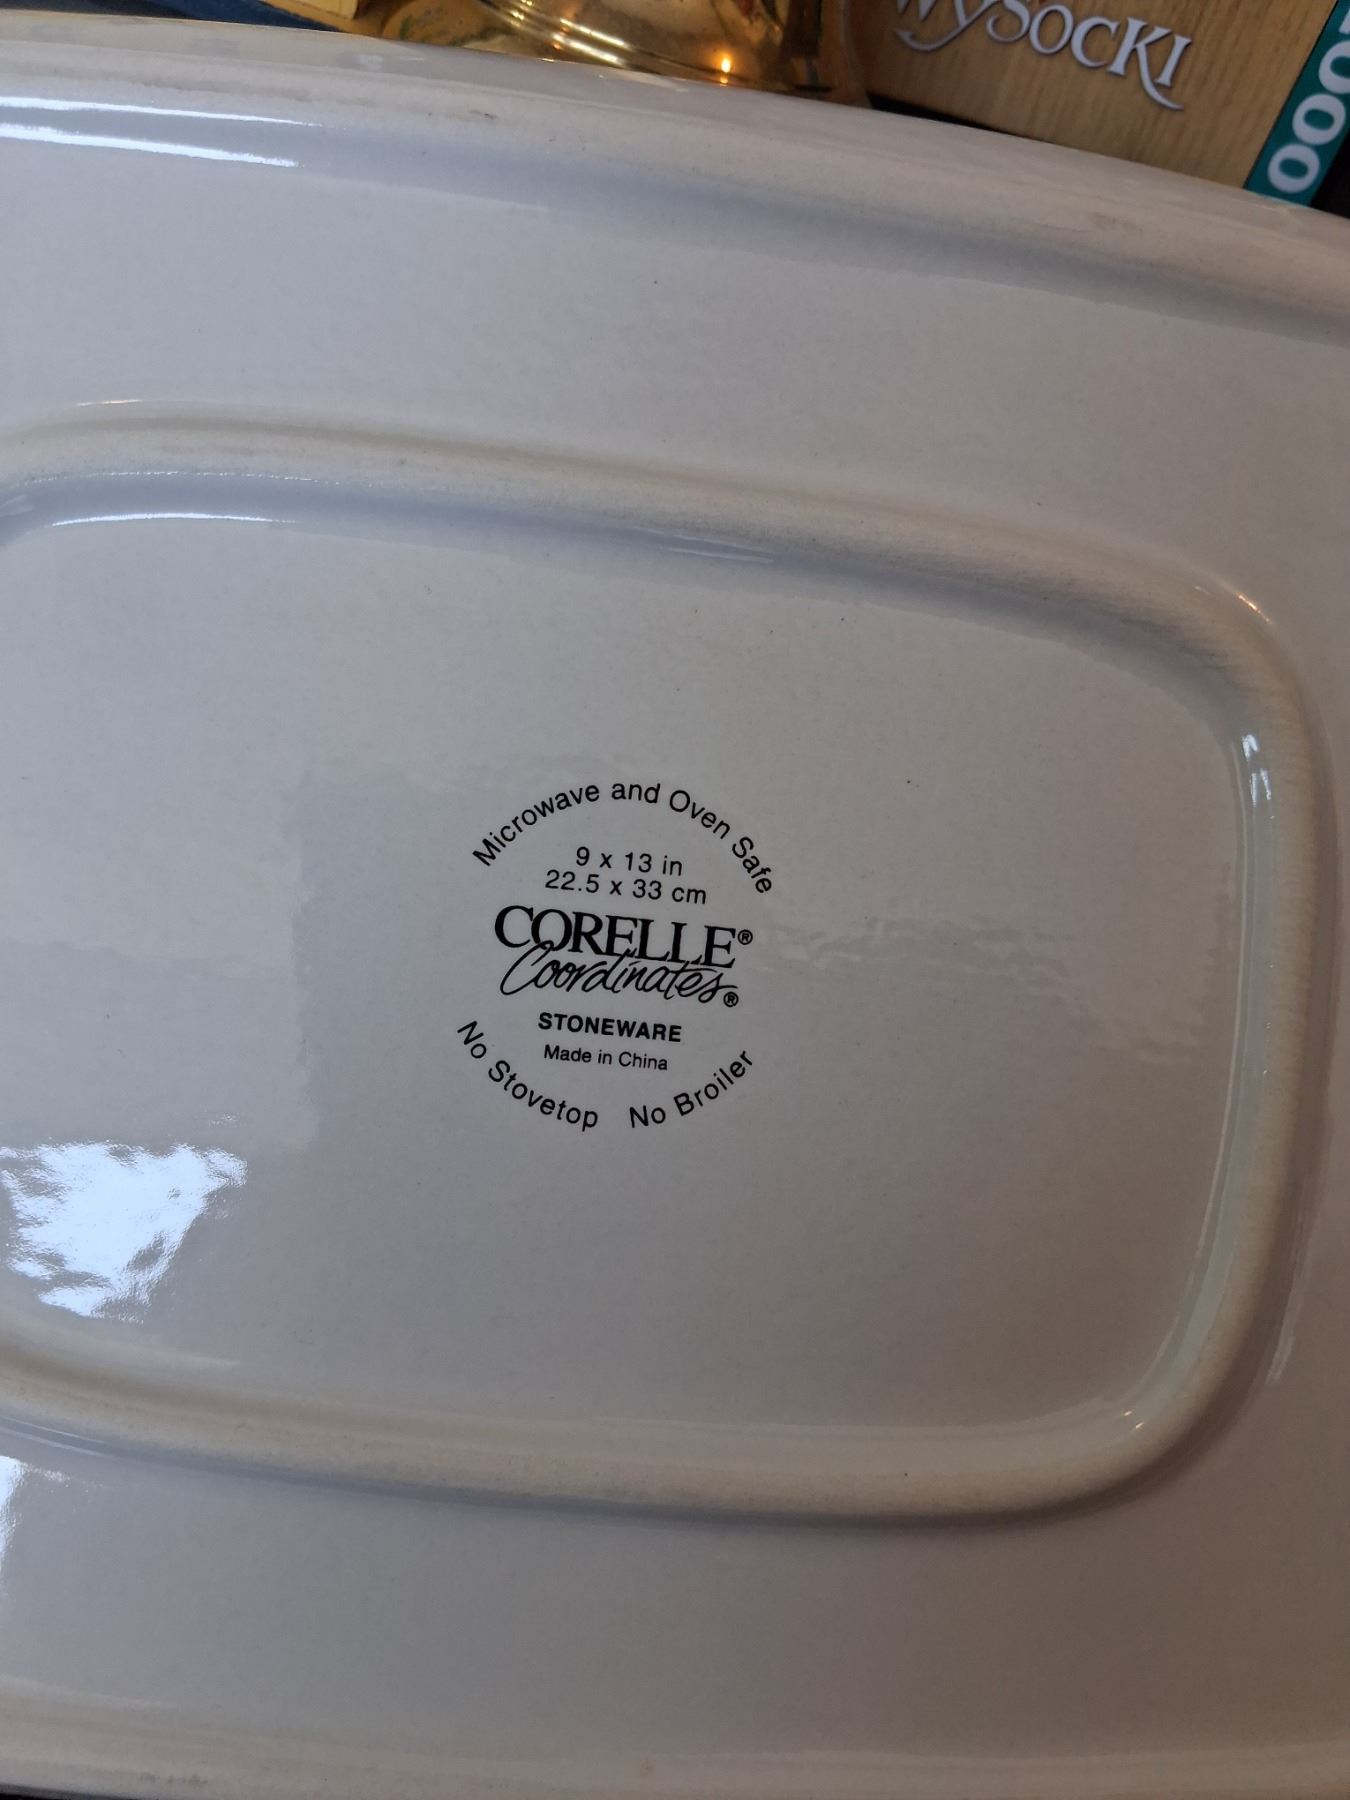 WYSOCKI
000
Microwave and Oven Safe
9 x 13 in
22.5 x 33 cm
CORELLE®
Coordinates®
STONEWARE
Made in China
No Stovetop No Broiler